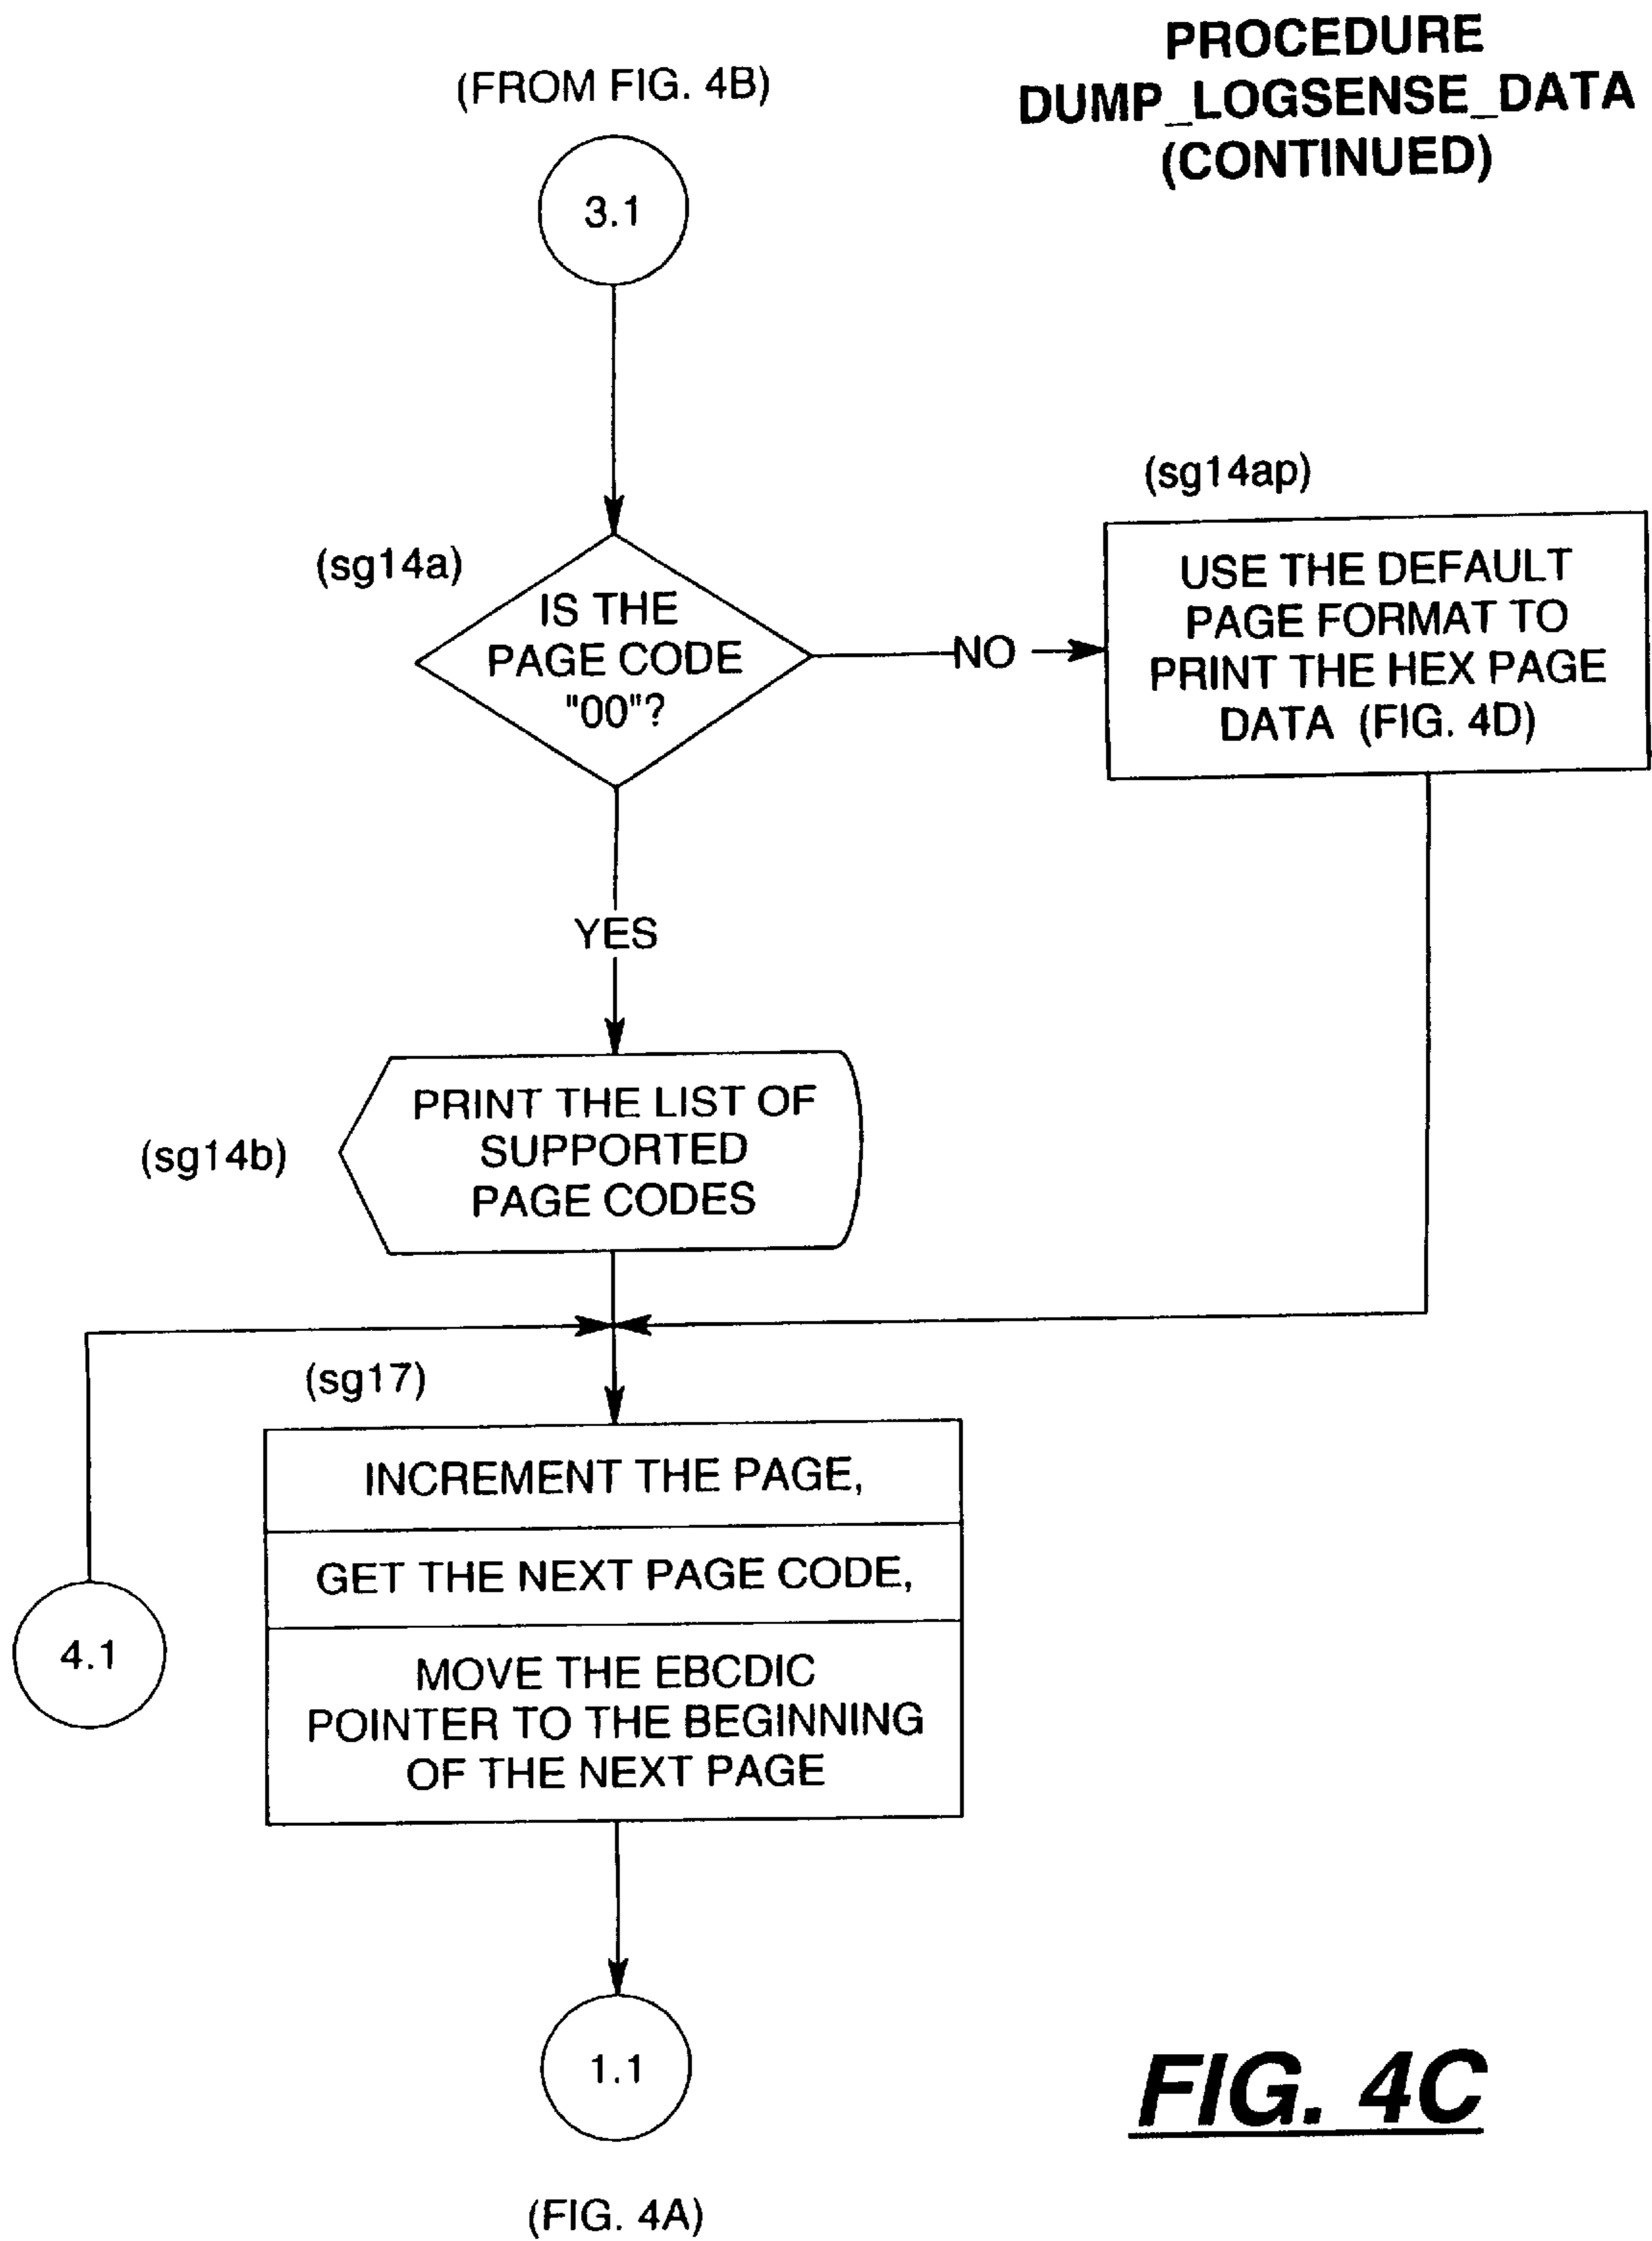 PROCEDURE
DUMP_LOGSENSE_DATA
(CONTINUED)
(FROM FIG. 4B)
3.1
(sg14a)
IS THE
PAGE CODE
"00"?
NO
(sg14ap)
USE THE DEFAULT
PAGE FORMAT TO
PRINT THE HEX PAGE
DATA (FIG. 4D)
YES
(sg14b)
PRINT THE LIST OF
SUPPORTED
PAGE CODES
(sg17)
INCREMENT THE PAGE,
GET THE NEXT PAGE CODE,
MOVE THE EBCDIC
POINTER TO THE BEGINNING
OF THE NEXT PAGE
4.1
1.1
(FIG. 4A)
FIG. 4C